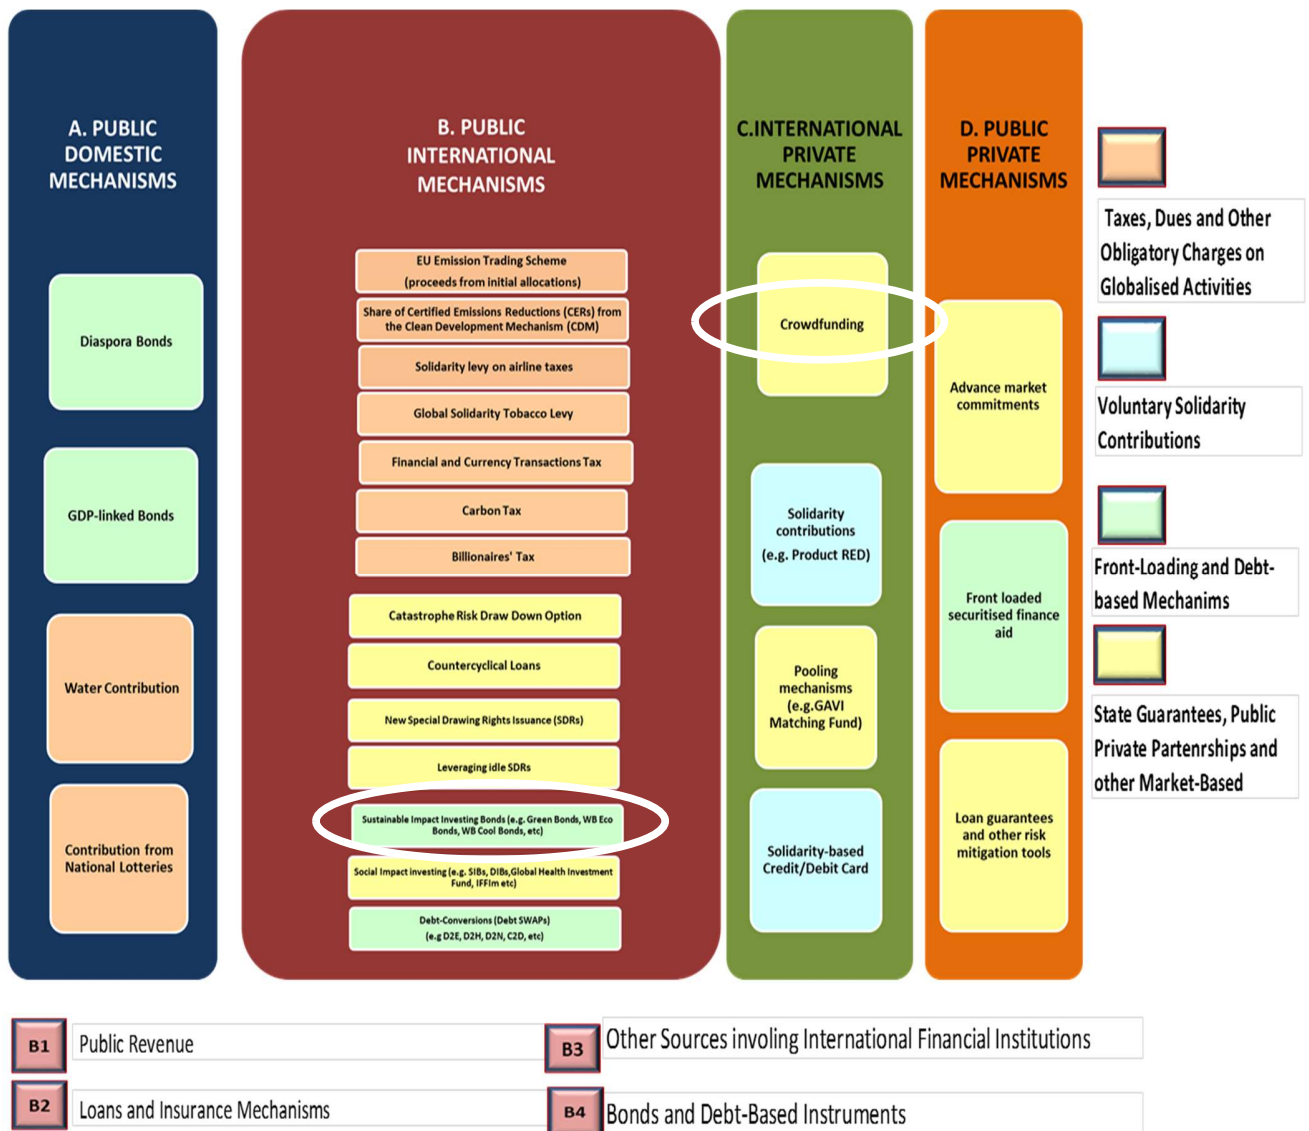 A. PUBLIC
DOMESTIC
MECHANISMS
Diaspora Bonds
GDP-linked Bonds
Water Contribution
Contribution from
National Lotteries
B. PUBLIC
INTERNATIONAL
MECHANISMS
EU Emission Trading Scheme
(proceeds from initial allocations)
Share of Certified Emissions Reductions (CERs) from
the Clean Development Mechanism (CDM)
Solidarity levy on airline taxes
Global Solidarity Tobacco Levy
Financial and Currency Transactions Tax
Carbon Tax
Billionaires' Tax
Catastrophe Risk Draw Down Option
Countercyclical Loans
New Special Drawing Rights Issuance (SDRs)
Leveraging idle SDRs
Sustainable Impact Investing Bonds (e.g. Green Bonds, WB Eco
Bonds, WB Cool Bonds, etc)
Social Impact investing (e.g. SIBs, DIBs,Global Health Investment
Fund, IFFIm etc)
Debt-Conversions (Debt SWAPs)
(e.g D2E, D2H, D2N, C2D, etc)
C.INTERNATIONAL
PRIVATE
MECHANISMS
Crowdfunding
Solidarity
contributions
(e.g. Product RED)
Pooling
mechanisms
(e.g.GAVI
Matching Fund)
Solidarity-based
Credit/Debit Card
D. PUBLIC
PRIVATE
MECHANISMS
Advance market
commitments
Front loaded
securitised finance
aid
Loan guarantees
and other risk
mitigation tools
Taxes, Dues and Other
Obligatory Charges on
Globalised Activities
Voluntary Solidarity
Contributions
Front-Loading and Debt-
based Mechanims
State Guarantees, Public
Private Partenrships and
other Market-Based
B1 Public Revenue
B2 Loans and Insurance Mechanisms
B3 Other Sources involing International Financial Institutions
B4 Bonds and Debt-Based Instruments